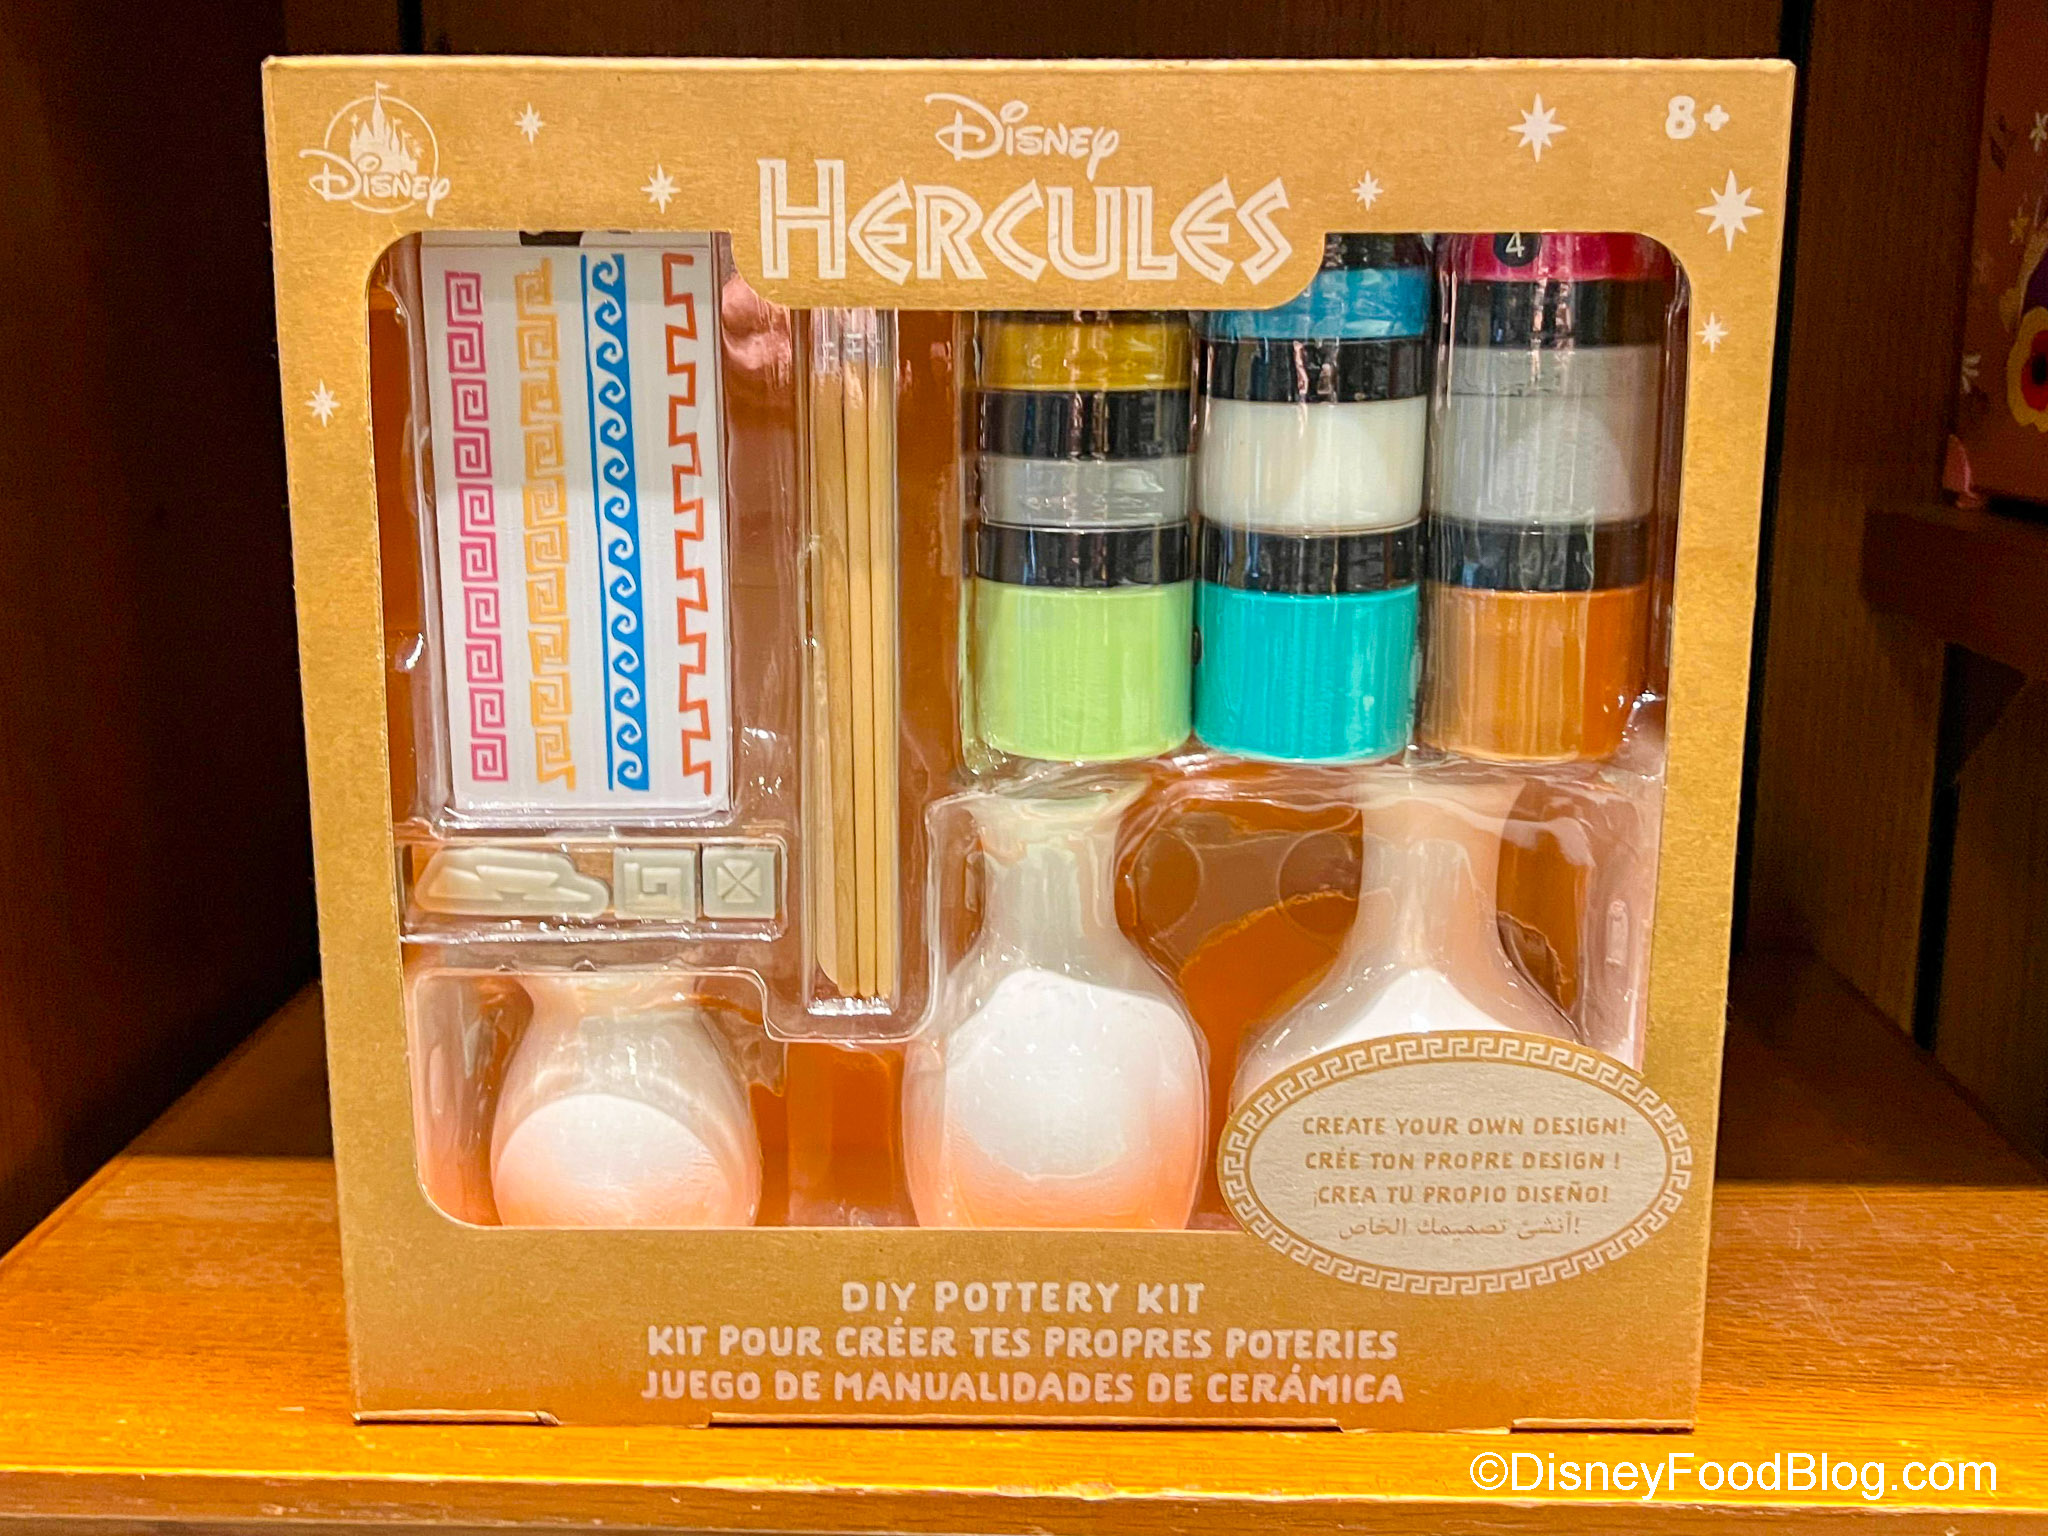 Disney
Disney
HERCULES
8+
4
CREATE YOUR OWN DESIGN!
CRÉE TON PROPRE DESIGN !
¡CREA TU PROPIO DISEÑO!
أنشئ تصميمك الخاص!
DIY POTTERY KIT
KIT POUR CRÉER TES PROPRES POTERIES
JUEGO DE MANUALIDADES DE CERÁMICA
©DisneyFoodBlog.com